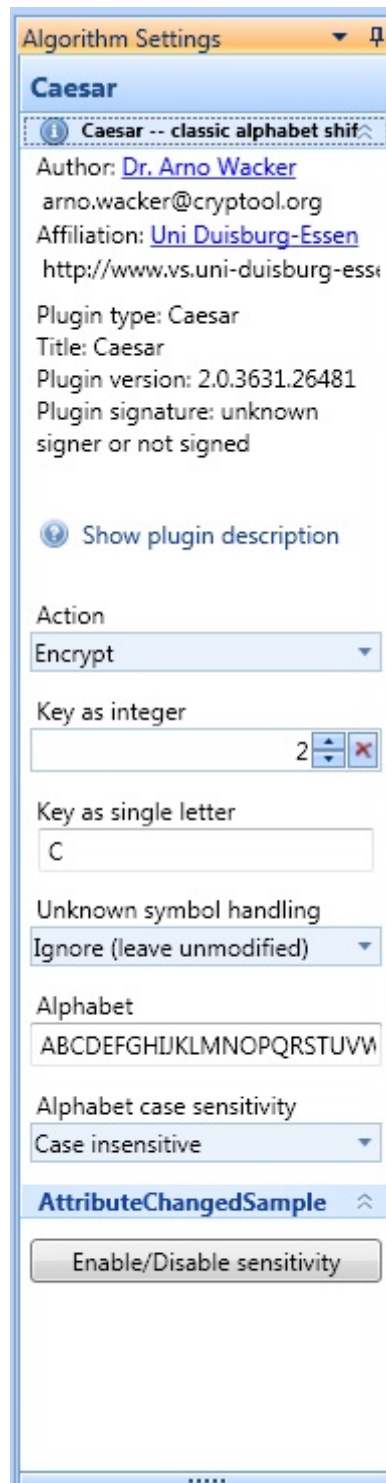 Algorithm Settings
Caesar
Caesar -- classic alphabet shif
Author: Dr. Arno Wacker
arno.wacker@cryptool.org
Affiliation: Uni Duisburg-Essen
http://www.vs.uni-duisburg-esse
Plugin type: Caesar
Title: Caesar
Plugin version: 2.0.3631.26481
Plugin signature: unknown
signer or not signed
Show plugin description
Action
Encrypt
Key as integer
2
Key as single letter
C
Unknown symbol handling
Ignore (leave unmodified)
Alphabet
ABCDEFGHIJKLMNOPQRSTUVW
Alphabet case sensitivity
Case insensitive
AttributeChangedSample
Enable/Disable sensitivity